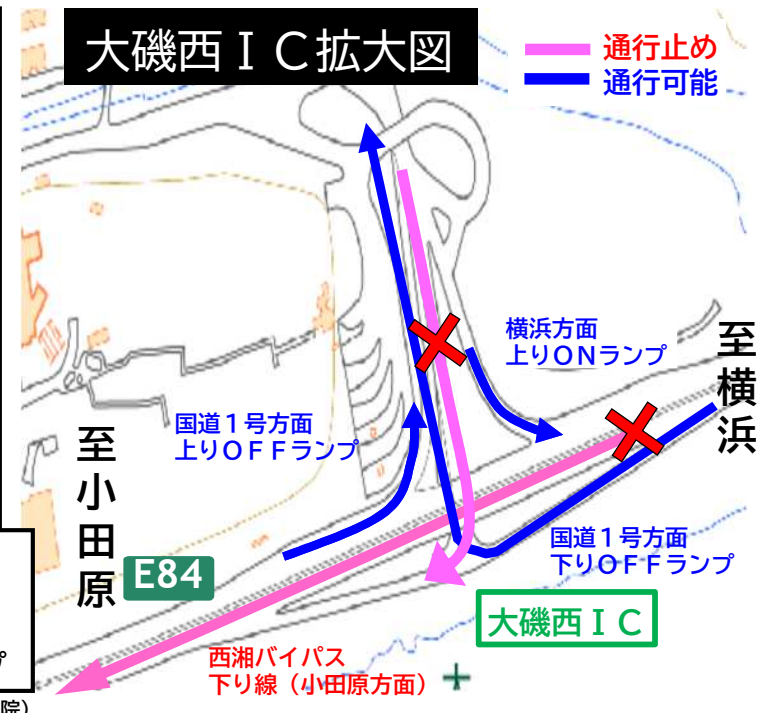 大磯西ＩＣ拡大図
通行止め
通行可能
横浜方面
上りＯＮランプ
至横浜
国道１号方面
上りＯＦＦランプ
至小田原
E84
国道１号方面
下りＯＦＦランプ
大磯西ＩＣ
西湘バイパス
下り線（小田原方面）
プ
院）